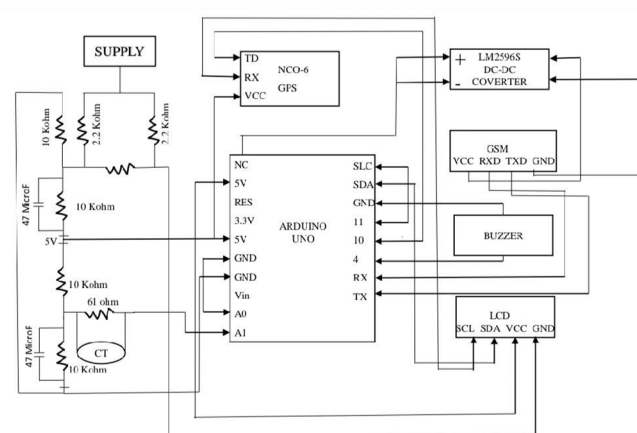 SUPPLY
10 Kohm
2.2 Kohm
2.2 Kohm
47 MicroF
10 Kohm
5V
10 Kohm
61 ohm
CT
47 MicroF
10 Kohm
TD
RX
VCC
NCO-6
GPS
LM2596S
DC-DC
COVERTER
+
-
GSM
VCC RXD TXD GND
BUZZER
LCD
SCL SDA VCC GND
ARDUINO
UNO
NC
5V
RES
3.3V
5V
GND
GND
Vin
A0
A1
SLC
SDA
GND
11
10
4
RX
TX